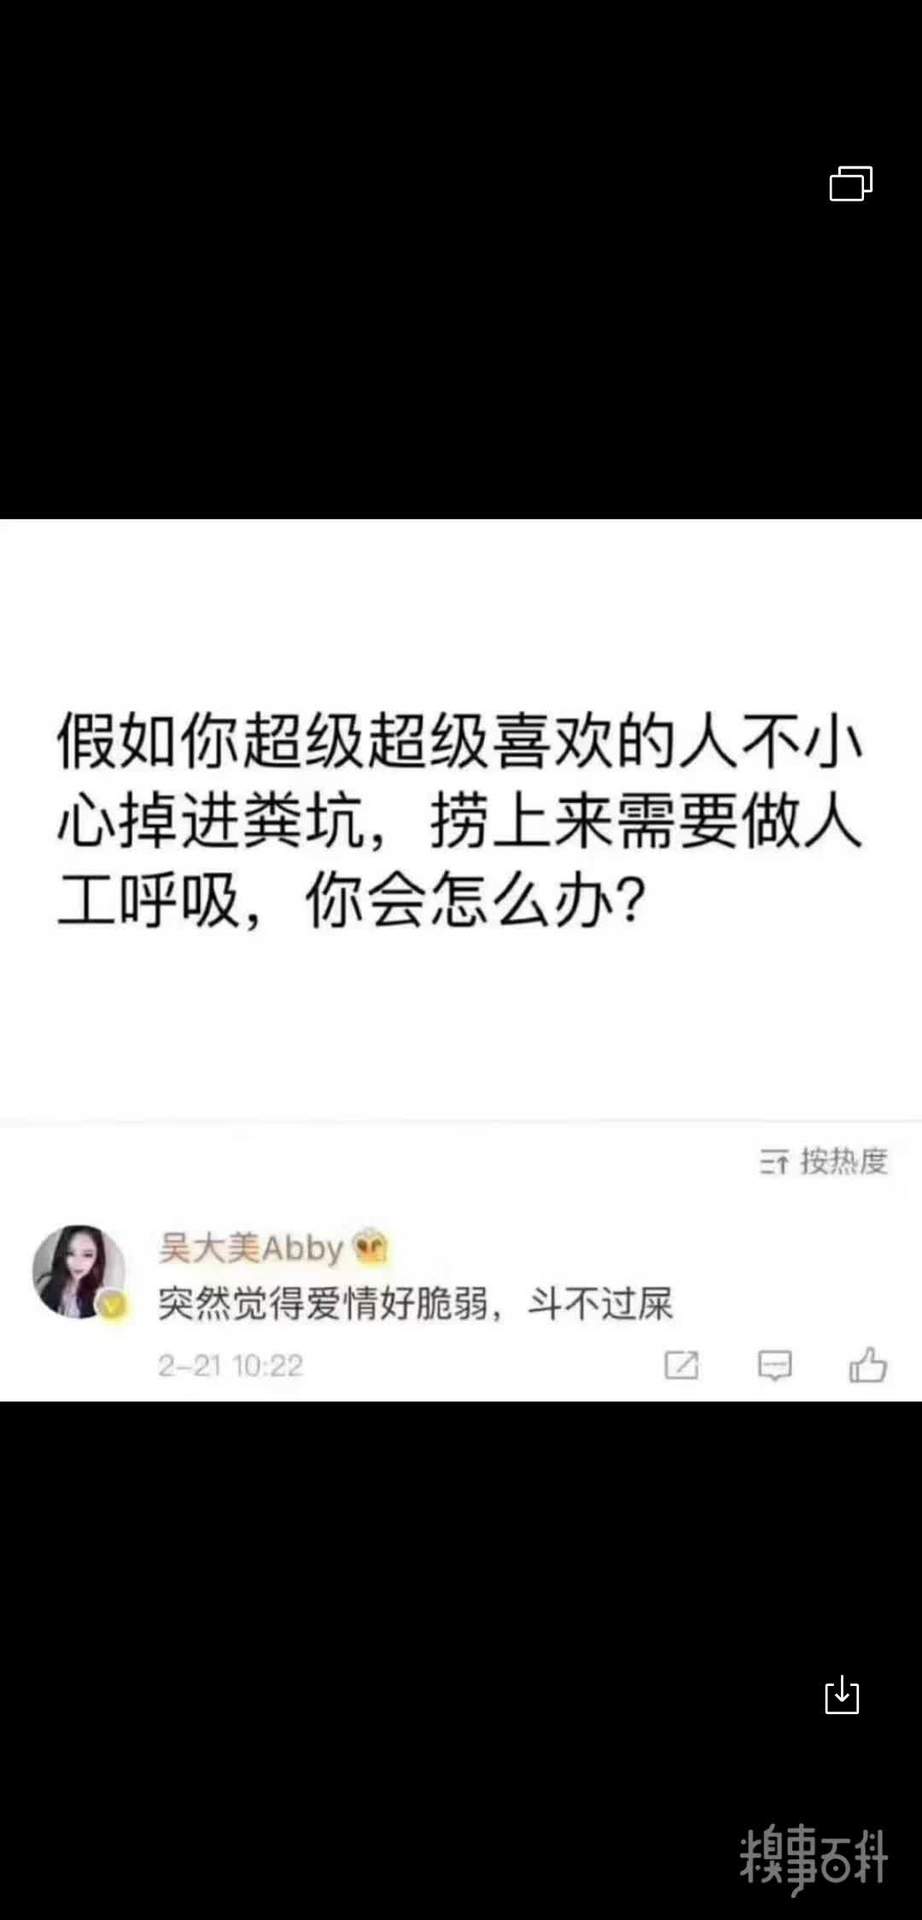 假如你超级超级喜欢的人不小
心掉进粪坑，捞上来需要做人
工呼吸，你会怎么办？
按热度
吴大美Abby
突然觉得爱情好脆弱，斗不过屎
2-21 10:22
糗事百科